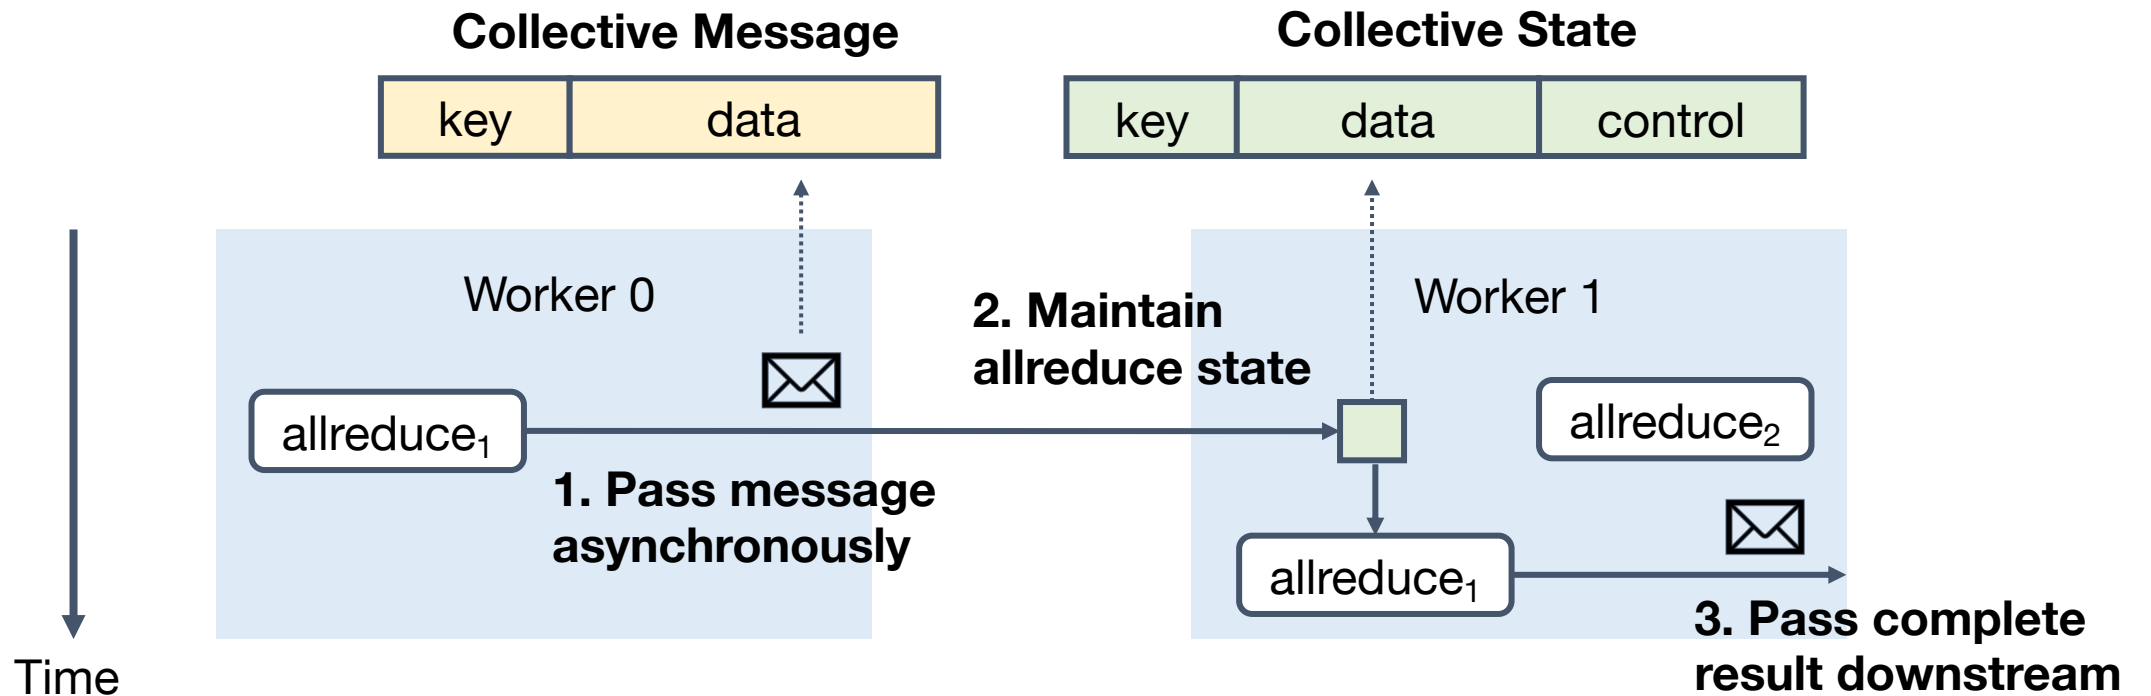 Collective Message
Collective State
key
data
key
data
control
Worker 0
2. Maintain
allreduce state
Worker 1
allreduce₁
allreduce₂
1. Pass message
asynchronously
allreduce₁
3. Pass complete
result downstream
Time